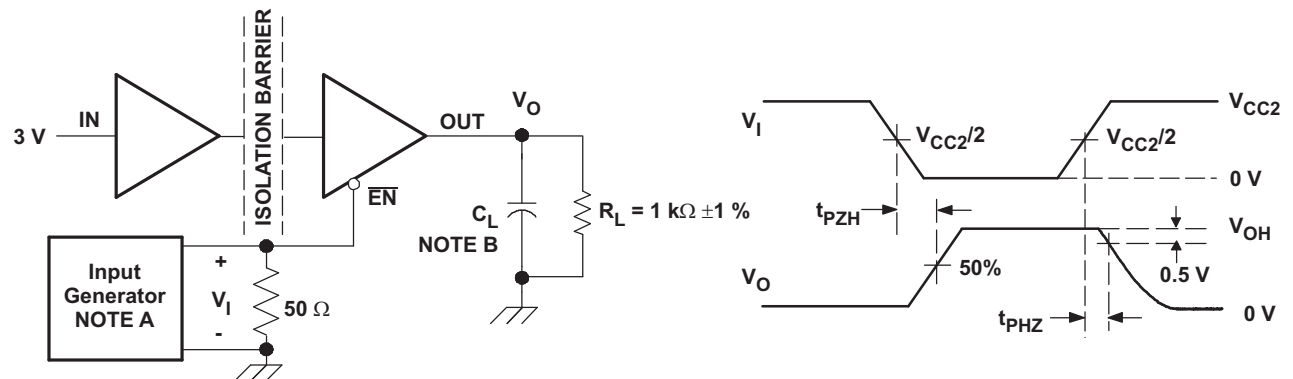 3 V
IN
ISOLATION BARRIER
OUT
V_O
EN
C_L
NOTE B
R_L = 1 kΩ ±1 %
Input
Generator
NOTE A
+
V_I
-
50 Ω
V_I
V_CC2/2
V_CC2/2
V_CC2
0 V
t_PZH
V_O
50%
t_PHZ
V_OH
0.5 V
0 V